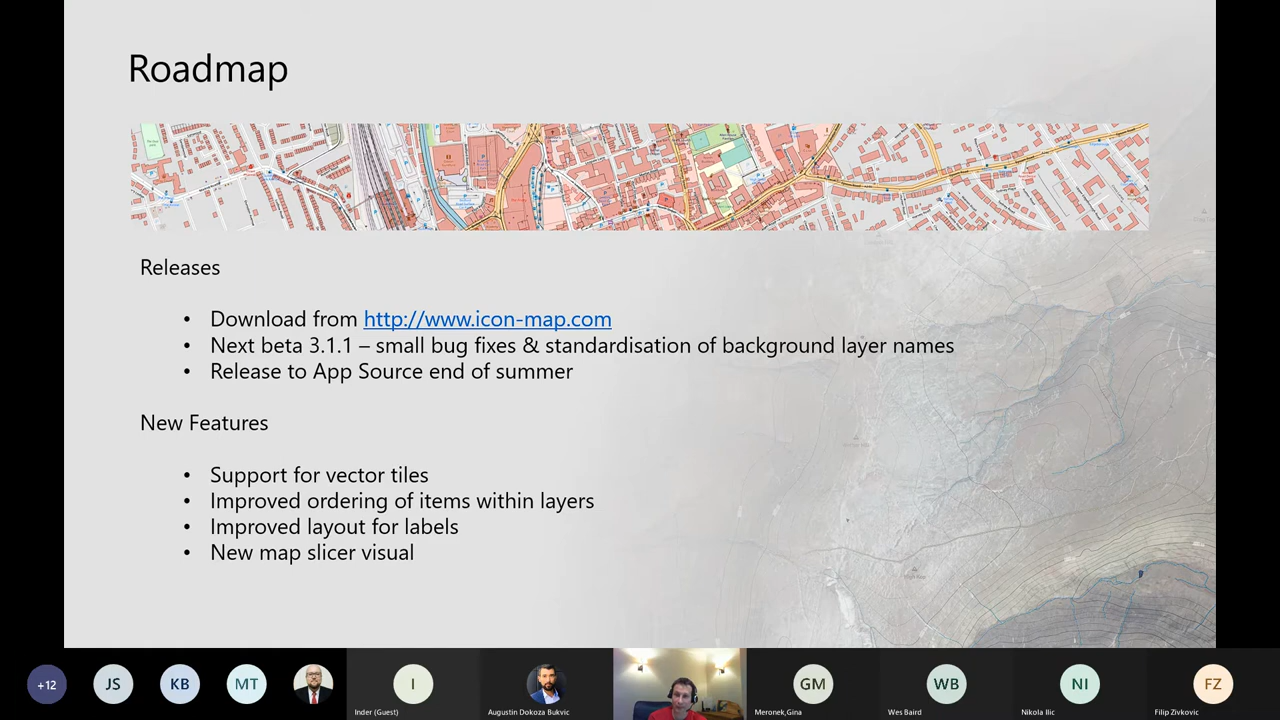 Roadmap
Releases
• Download from http://www.icon-map.com
• Next beta 3.1.1 – small bug fixes & standardisation of background layer names
• Release to App Source end of summer
New Features
• Support for vector tiles
• Improved ordering of items within layers
• Improved layout for labels
• New map slicer visual
+12
JS
KB
MT
I
GM
WB
NI
FZ
Inder (Guest)
Augustin Dokoza Bukvic
Meronek,Gina
Wes Baird
Nikola Ilic
Filip Zivkovic